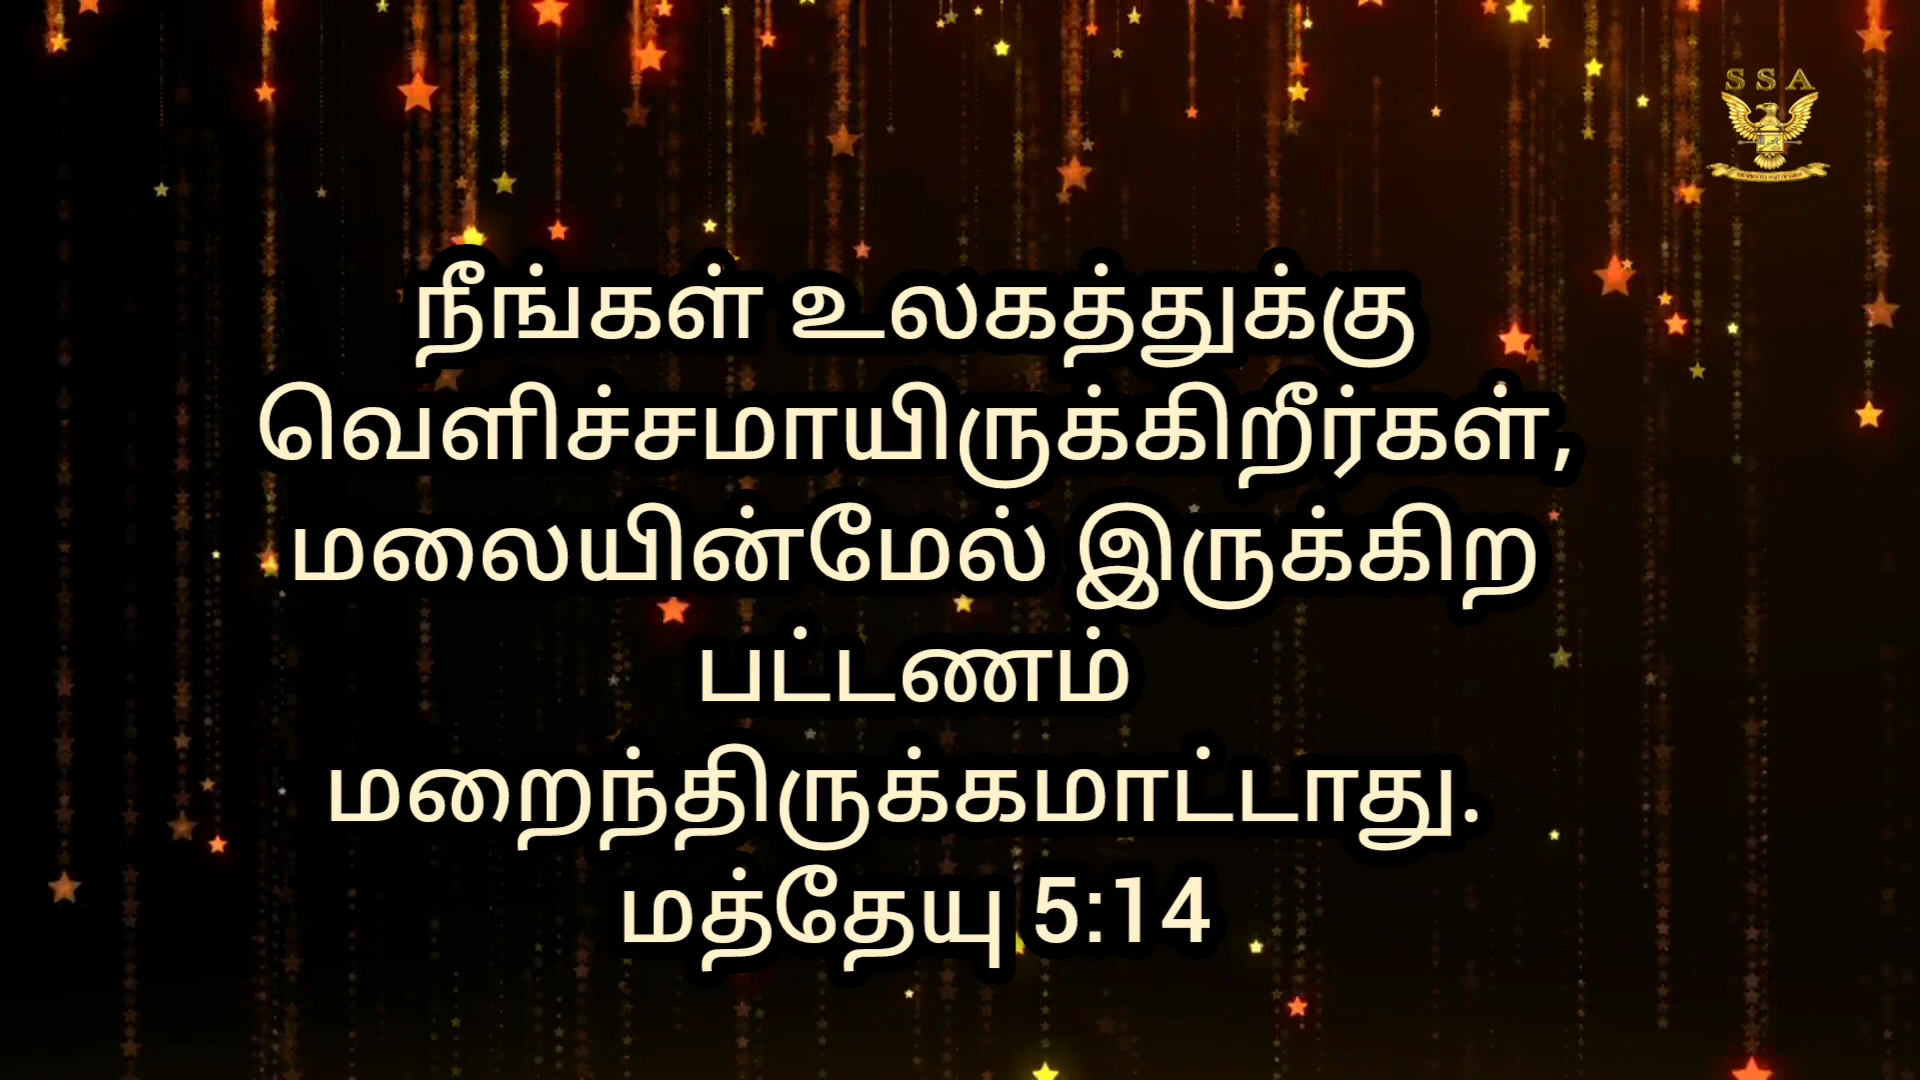 SSA
நீங்கள் உலகத்துக்கு
வெளிச்சமாயிருக்கிறீர்கள்,
மலையின்மேல் இருக்கிற
பட்டணம்
மறைந்திருக்கமாட்டாது.
மத்தேயு 5:14